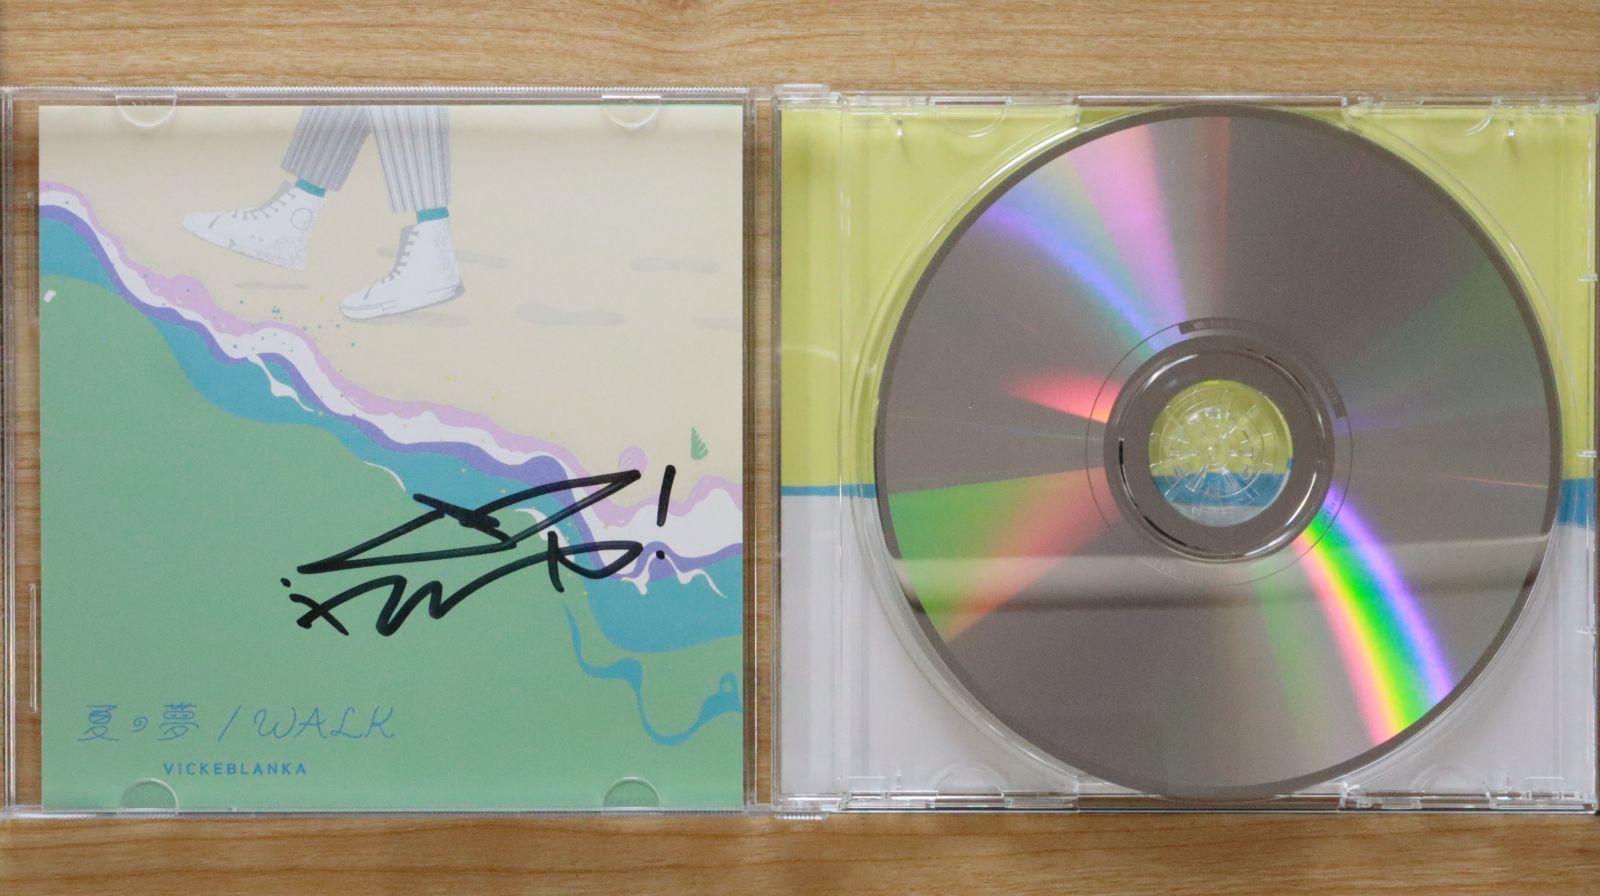 夏の夢 / WALK
ViCKEBLANKA